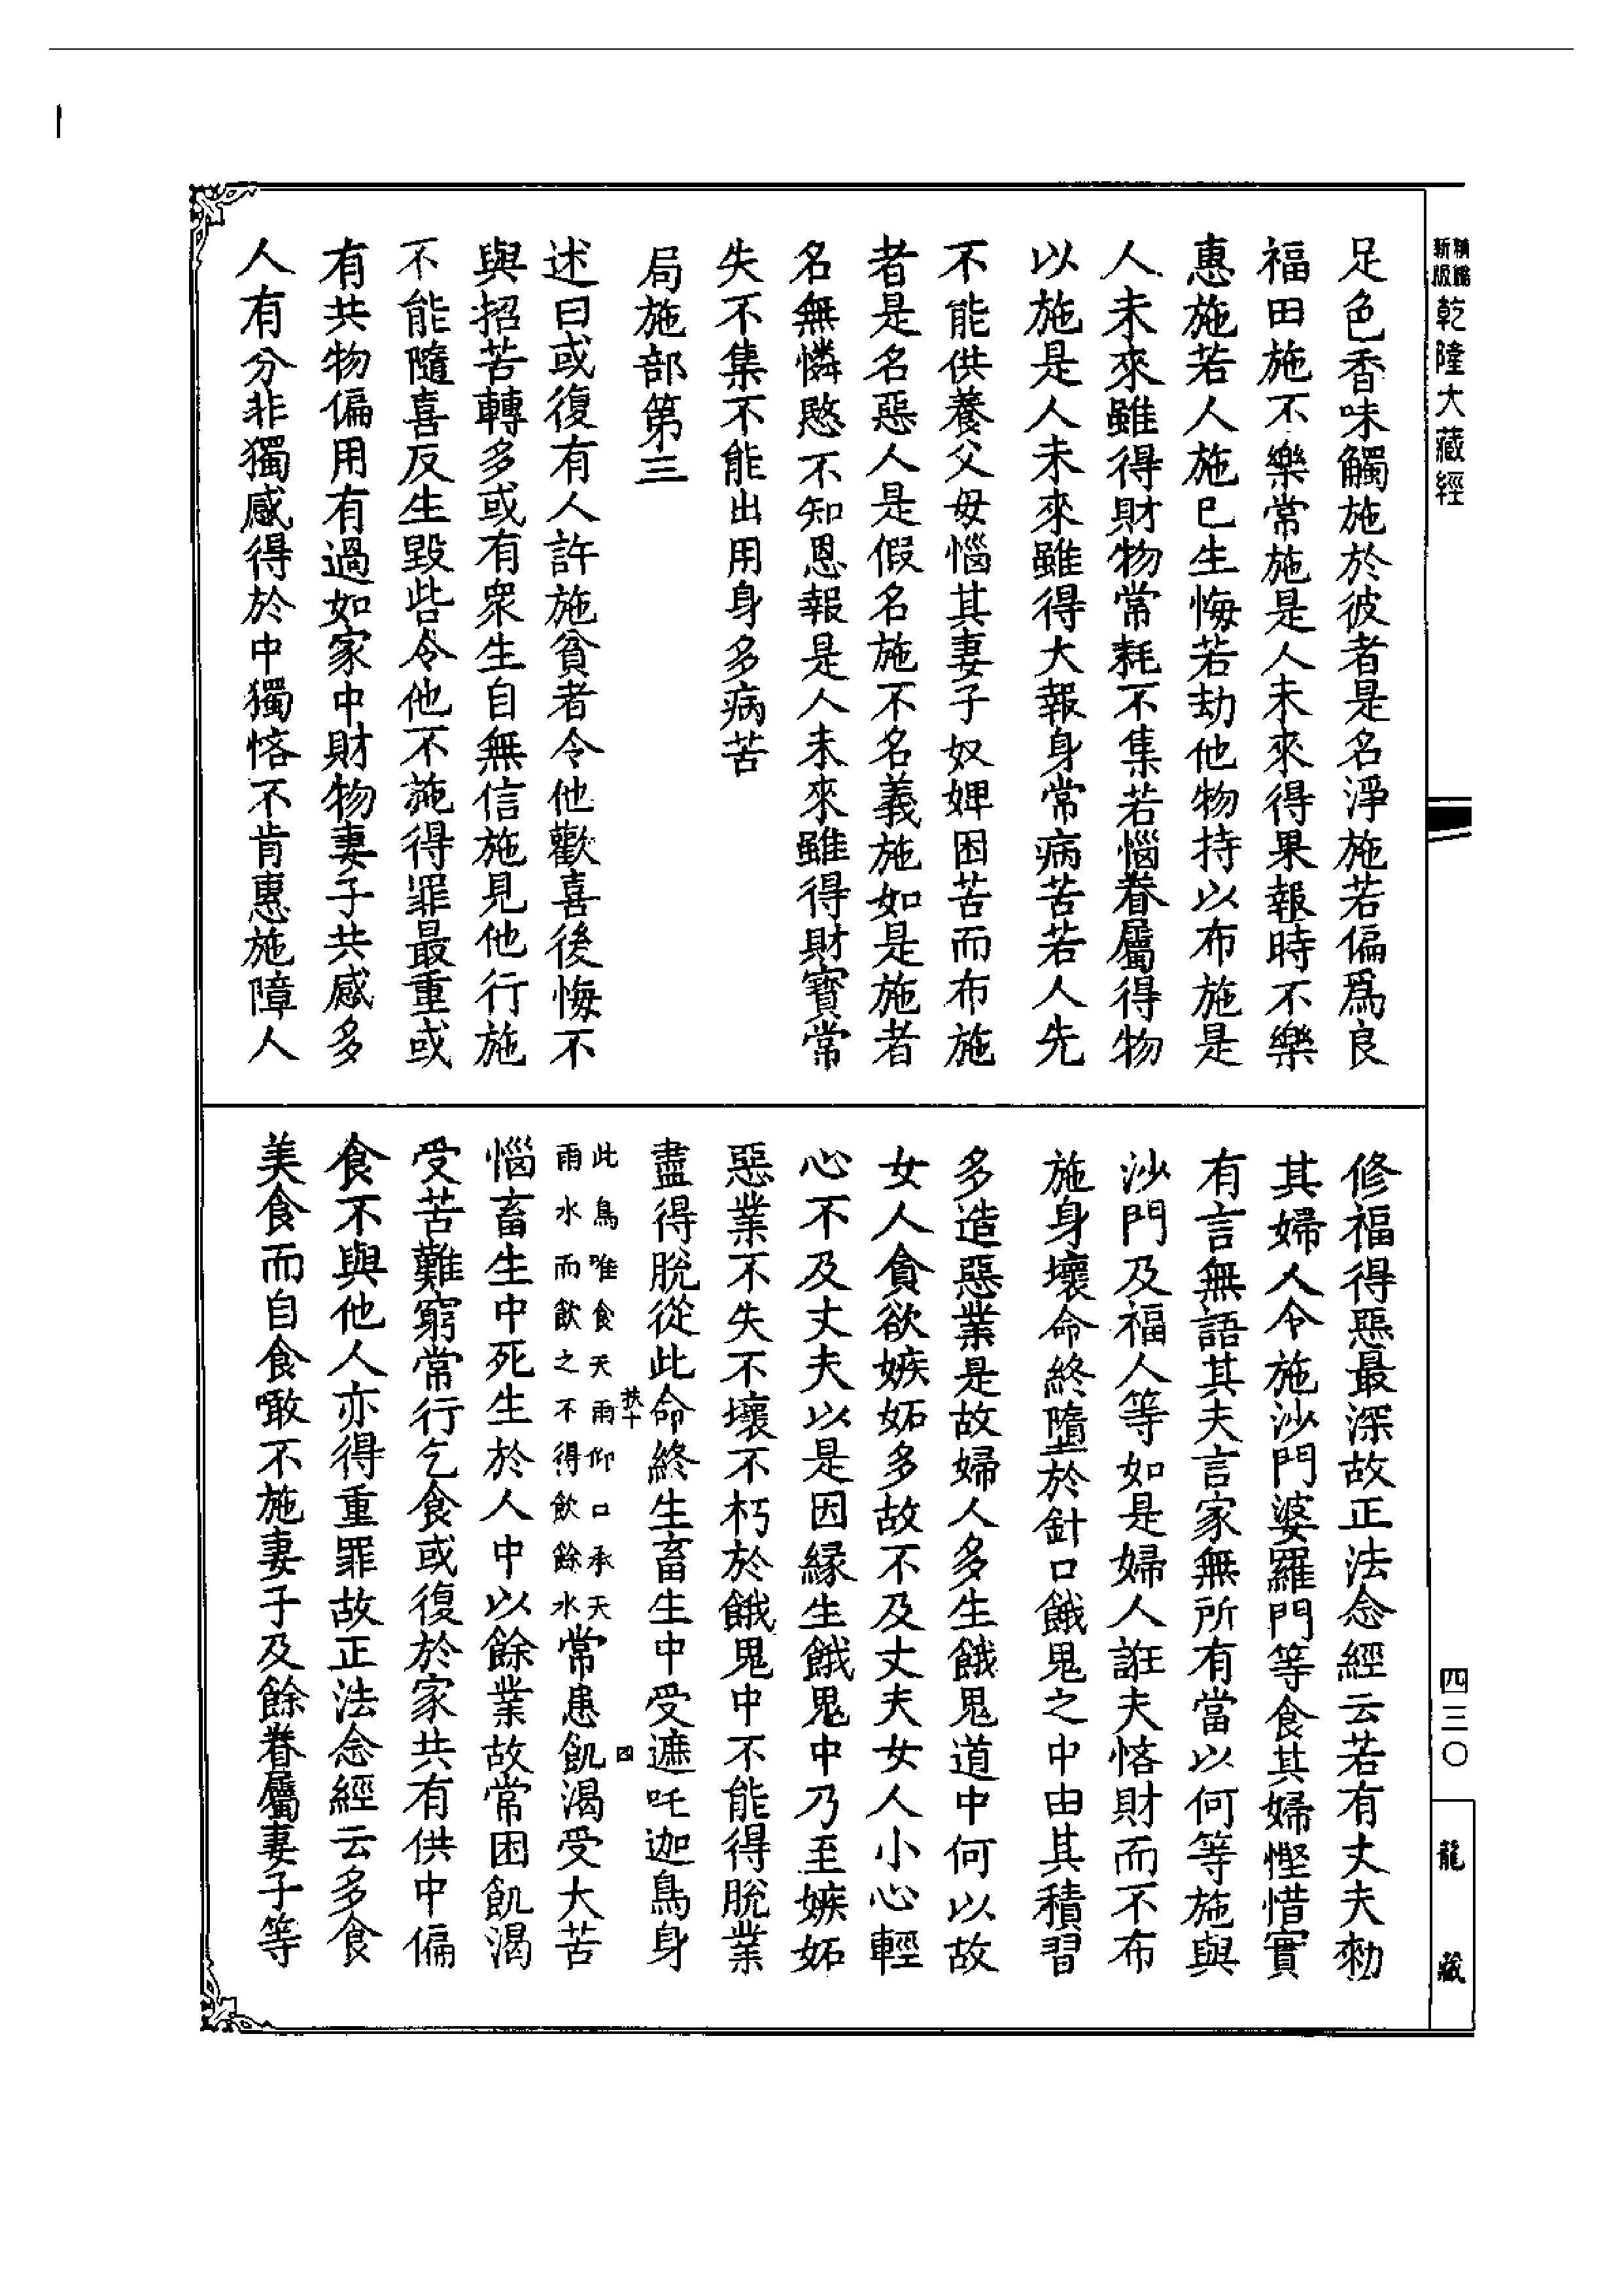 精縮
新版
乾隆大藏經
四三〇
龍藏
足色香味觸施於彼者是名淨施若偏爲良
福田施不樂常施是人未來得果報時不樂
惠施若人施已生悔若劫他物持以布施是
人未來雖得財物常耗不集若惱眷屬得物
以施是人未來雖得大報身常病苦若人先
不能供養父母惱其妻子奴婢困苦而布施
者是名惡人是假名施不名義施如是施者
名無憐愍不知恩報是人未來雖得財寳常
失不集不能出用身多病苦
局施部第三
述曰或復有人許施貧者令他歡喜後悔不
與招苦轉多或有衆生自無信施見他行施
不能隨喜反生毀呰令他不施得罪最重或
有共物偏用有過如家中財物妻子共感多
人有分非獨感得於中獨悋不肯惠施障人
修福得惡最深故正法念經云若有丈夫勑
其婦人令施沙門婆羅門等食其婦慳惜實
有言無語其夫言家無所有當以何等施與
沙門及福人等如是婦人誑夫悋財而不布
施身壞命終墮於針口餓鬼之中由其積習
多造惡業是故婦人多生餓鬼道中何以故
女人貪欲嫉妬多故不及丈夫女人小心輕
心不及丈夫以是因緣生餓鬼中乃至嫉妬
惡業不失不壞不朽於餓鬼中不能得脫業
盡得脫從此命終生畜生中受遮吒迦鳥身
扶十
四
此鳥唯食天雨仰口承天
雨水而飲之不得飲餘水
常患飢渴受大苦
惱畜生中死生於人中以餘業故常困飢渴
受苦難窮常行乞食或復於家共有供中偏
食不與他人亦得重罪故正法念經云多食
美食而自食噉不施妻子及餘眷屬妻子等